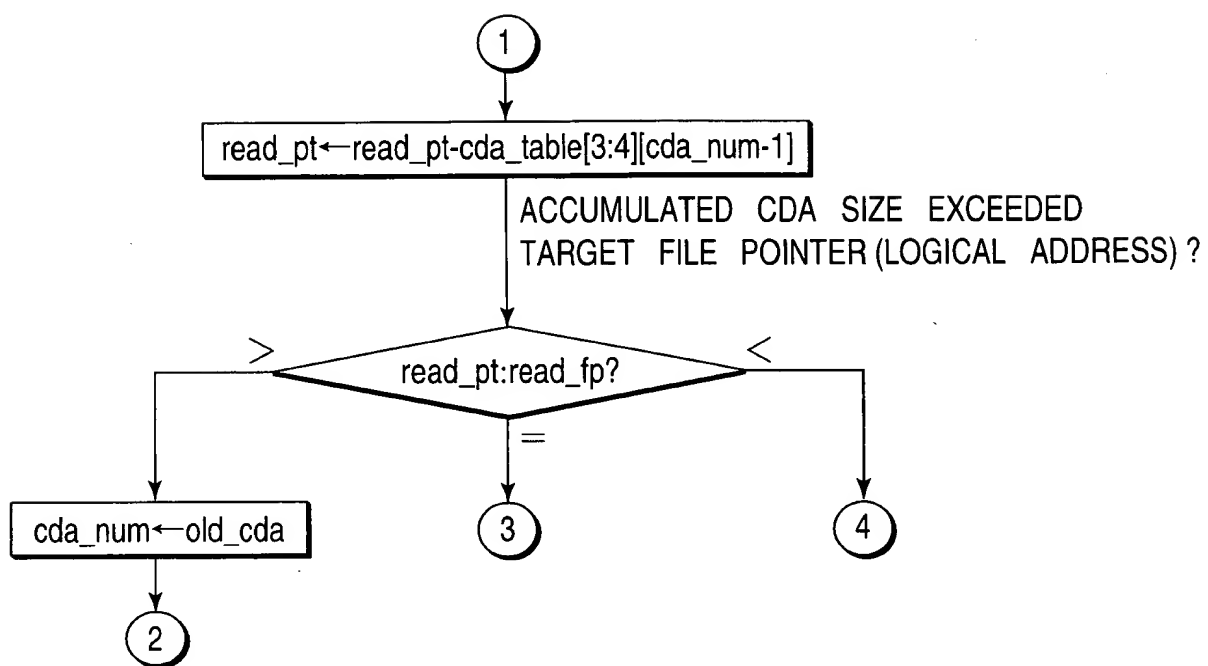 1
read_pt←read_pt-cda_table[3:4][cda_num-1]
ACCUMULATED CDA SIZE EXCEEDED
TARGET FILE POINTER (LOGICAL ADDRESS) ?
> <
read_pt:read_fp?
=
cda_num←old_cda
3
4
2